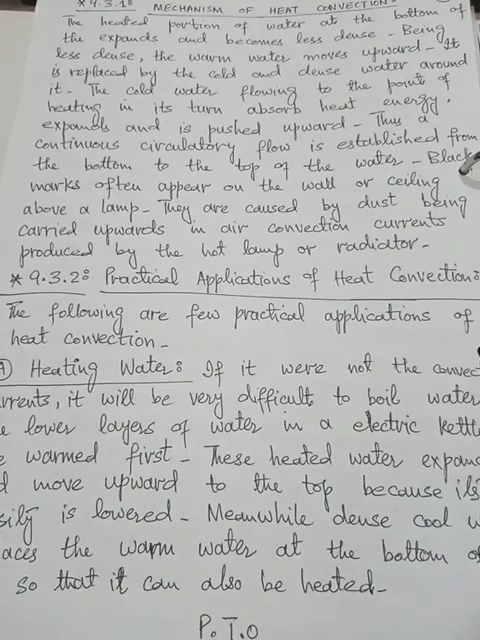 * 9.3.1: MECHANISM OF HEAT CONVECTION:
The heated portion of water at the bottom of
the expands and becomes less dense - Being
less dense, the warm water moves upward - It
is replaced by the cold and dense water around
it - The cold water flowing to the point of
heating in its turn absorb heat energy,
expands and is pushed upward - Thus a
continuous circulatory flow is established from
the bottom to the top of the water - Black
marks often appear on the wall or ceiling
above a lamp - They are caused by dust being
carried upwards in air convection currents
produced by the hot lamp or radiator -
* 9.3.2: Practical Applications of Heat Convection:
The following are few practical applications of
heat convection -
Heating Water: If it were not the convec
rrents, it will be very difficult to boil water
lower layers of water in a electric kettl
warmed first - These heated water expan
move upward to the top because its
sity is lowered - Meanwhile dense cool w
aces the warm water at the bottom
so that it can also be heated -
P.T.O